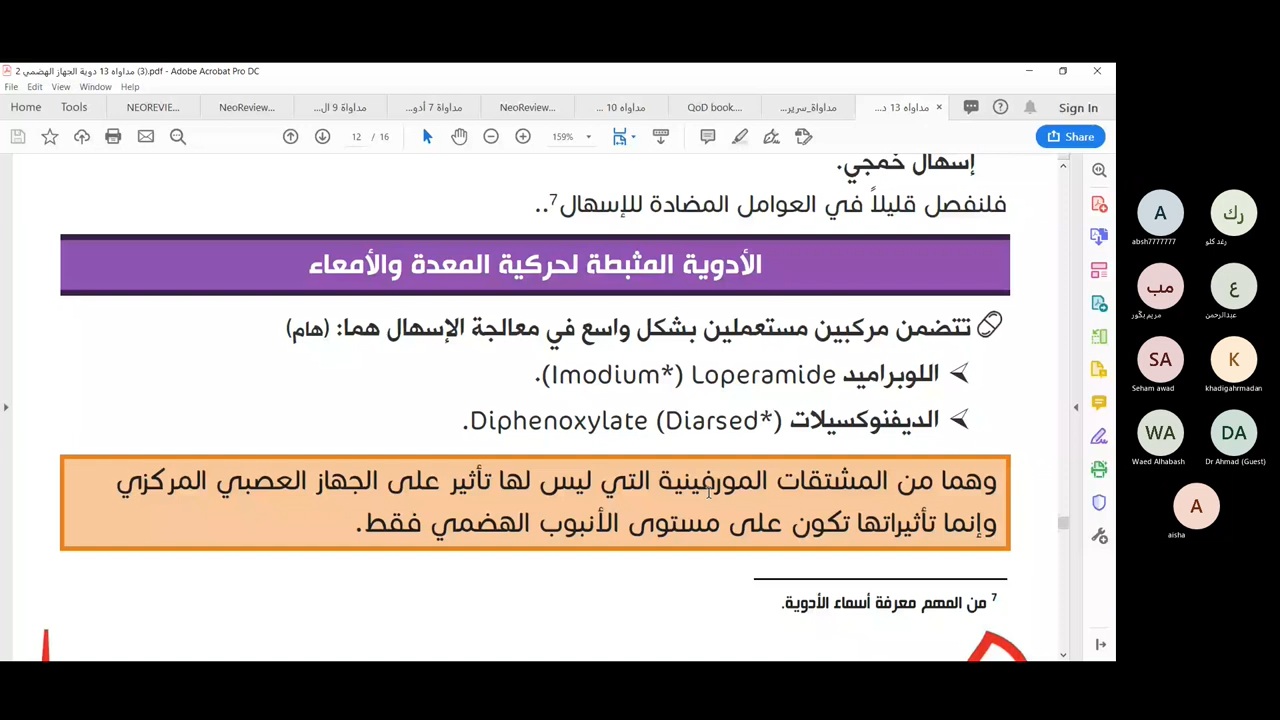 مداواه 13 دوية الجهاز الهضمي 2 (3).pdf - Adobe Acrobat Pro DC
File Edit View Window Help
Home Tools NEOREVIE... NeoReview... مداواة 9 ال... مداواة 7 أدو... NeoReview... مداواه 10 ... QoD book.... مداواة_سرير... مداواه 13 د... × Sign In
12 / 16 159% Share
إسهال خمجي.
فلنفصل قليلاً في العوامل المضادة للإسهال7..
الأدوية المثبطة لحركية المعدة والأمعاء
تتضمن مركبين مستعملين بشكل واسع في معالجة الإسهال هما: (هام)
اللوبراميد Loperamide (Imodium*).
الديفنوكسيلات Diphenoxylate (Diarsed*).
وهما من المشتقات المورفينية التي ليس لها تأثير على الجهاز العصبي المركزي
وإنما تأثيراتها تكون على مستوى الأنبوب الهضمي فقط.
7 من المهم معرفة أسماء الأدوية.
A رك
absh7777777 رغد كلو
مب ع
مريم بكور عبدالرحمن
SA K
Seham awad khadigahrmadan
WA DA
Waed Alhabash Dr Ahmad (Guest)
A
aisha